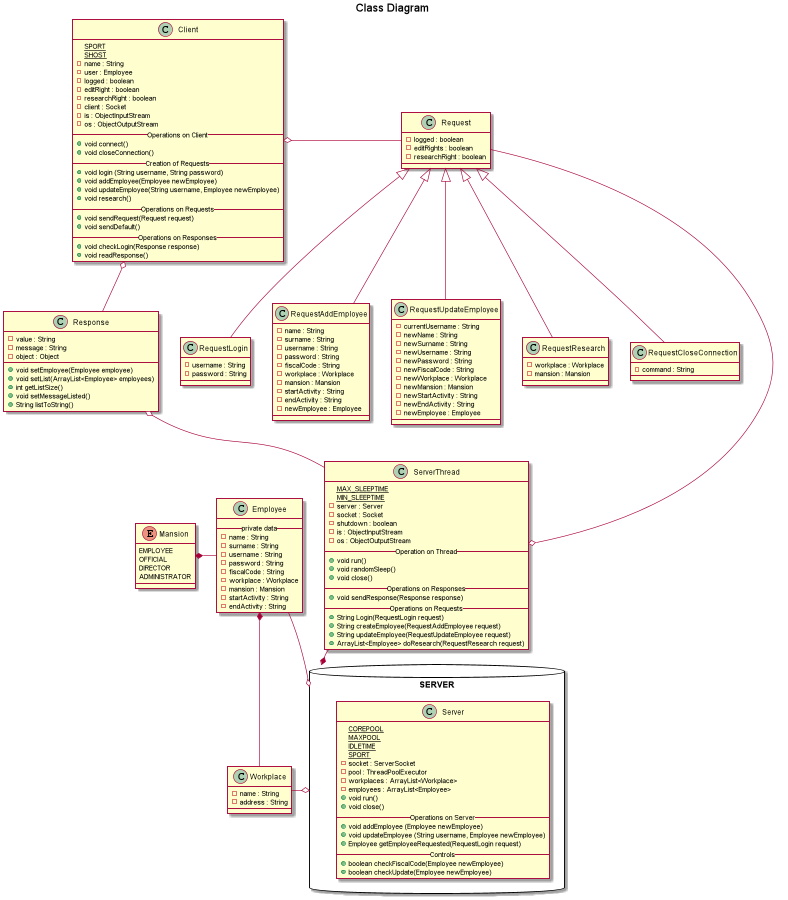 Class Diagram
C Client
SPORT
SHOST
name : String
user : Employee
logged : boolean
editRight : boolean
researchRight : boolean
client : Socket
is : ObjectInputStream
os : ObjectOutputStream
Operations on Client
void connect()
void closeConnection()
Creation of Requests
void login (String username, String password)
void addEmployee(Employee newEmployee)
void updateEmployee(String username, Employee newEmployee)
void research()
Operations on Requests
void sendRequest(Request request)
void sendDefault()
Operations on Responses
void checkLogin(Response response)
void readResponse()
C Request
logged : boolean
editRights : boolean
researchRight : boolean
C Response
value : String
message : String
object : Object
void setEmployee(Employee employee)
void setList(ArrayList<Employee> employees)
int getListSize()
void setMessageListed()
String listToString()
C RequestLogin
username : String
password : String
C RequestAddEmployee
name : String
surname : String
username : String
password : String
fiscalCode : String
workplace : Workplace
mansion : Mansion
startActivity : String
endActivity : String
newEmployee : Employee
C RequestUpdateEmployee
currentUsername : String
newName : String
newSurname : String
newUsername : String
newPassword : String
newFiscalCode : String
newWorkplace : Workplace
newMansion : Mansion
newStartActivity : String
newEndActivity : String
newEmployee : Employee
C RequestResearch
workplace : Workplace
mansion : Mansion
C RequestCloseConnection
command : String
C ServerThread
MAX_SLEEPTIME
MIN_SLEEPTIME
server : Server
socket : Socket
shutdown : boolean
is : ObjectInputStream
os : ObjectOutputStream
Operation on Thread
void run()
void randomSleep()
void close()
Operations on Responses
void sendResponse(Response response)
Operations on Requests
String Login(RequestLogin request)
String createEmployee(RequestAddEmployee request)
String updateEmployee(RequestUpdateEmployee request)
ArrayList<Employee> doResearch(RequestResearch request)
E Mansion
EMPLOYEE
OFFICIAL
DIRECTOR
ADMINISTRATOR
C Employee
private data
name : String
surname : String
username : String
password : String
fiscalCode : String
workplace : Workplace
mansion : Mansion
startActivity : String
endActivity : String
SERVER
C Server
COREPOOL
MAXPOOL
IDLETIME
SPORT
socket : ServerSocket
pool : ThreadPoolExecutor
workplaces : ArrayList<Workplace>
employees : ArrayList<Employee>
void run()
void close()
Operations on Server
void addEmployee (Employee newEmployee)
void updateEmployee (String username, Employee newEmployee)
Employee getEmployeeRequested(RequestLogin request)
Controls
boolean checkFiscalCode(Employee newEmployee)
boolean checkUpdate(Employee newEmployee)
C Workplace
name : String
address : String